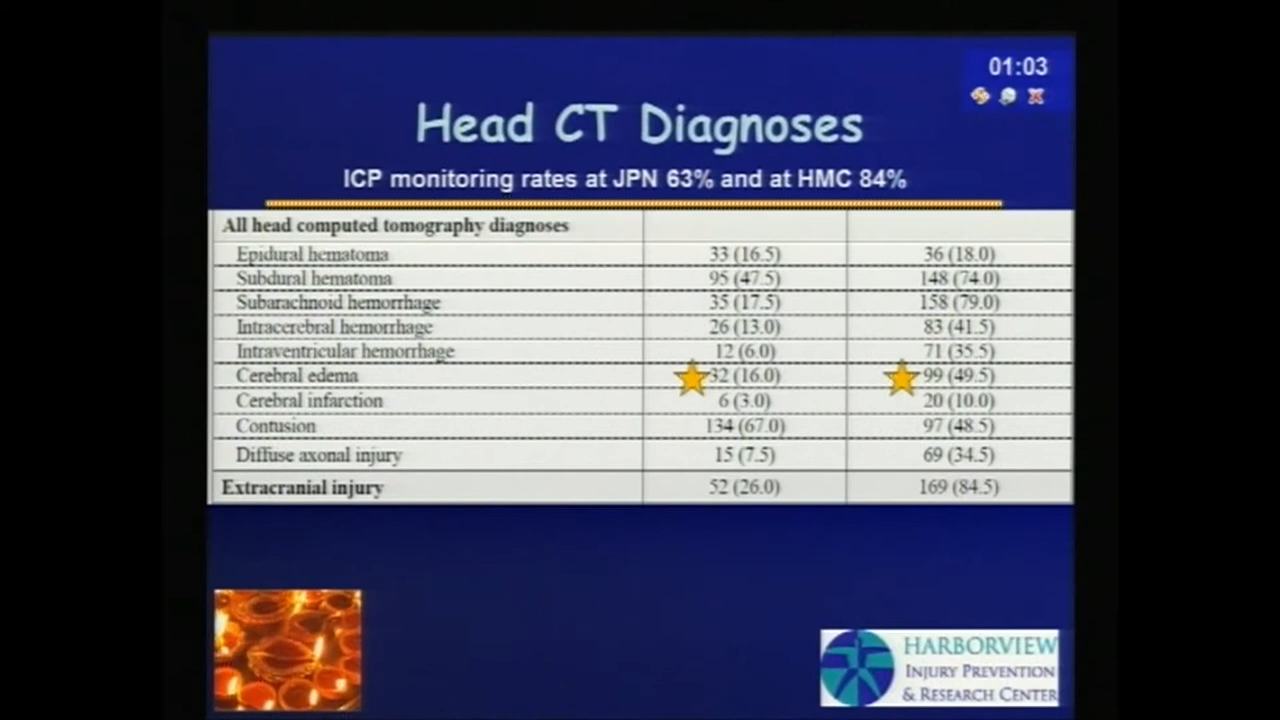 01:03
Head CT Diagnoses
ICP monitoring rates at JPN 63% and at HMC 84%
All head computed tomography diagnoses
Epidural hematoma 33 (16.5) 36 (18.0)
Subdural hematoma 95 (47.5) 148 (74.0)
Subarachnoid hemorrhage 35 (17.5) 158 (79.0)
Intracerebral hemorrhage 26 (13.0) 83 (41.5)
Intraventricular hemorrhage 12 (6.0) 71 (35.5)
Cerebral edema 32 (16.0) 99 (49.5)
Cerebral infarction 6 (3.0) 20 (10.0)
Contusion 134 (67.0) 97 (48.5)
Diffuse axonal injury 15 (7.5) 69 (34.5)
Extracranial injury 52 (26.0) 169 (84.5)
HARBORVIEW
INJURY PREVENTION
& RESEARCH CENTER